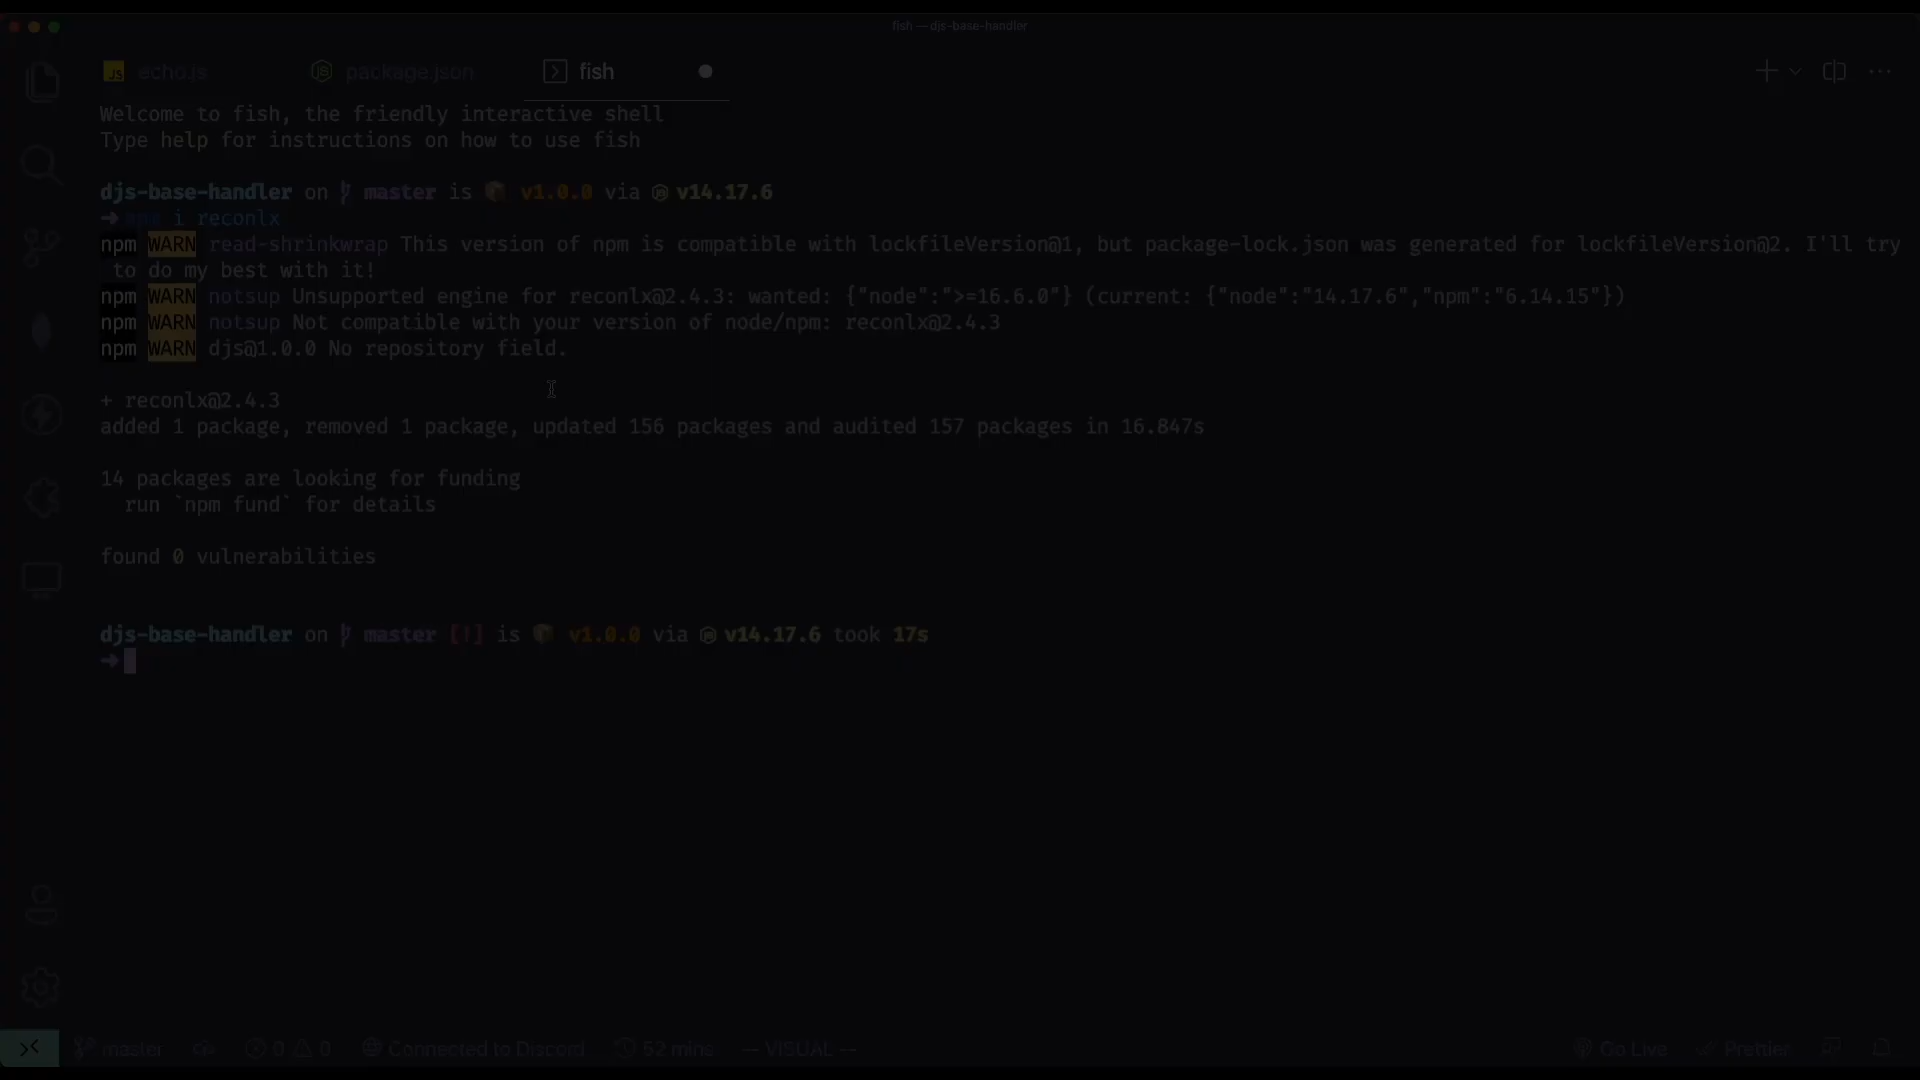 fish — djs-base-handler
echo.js
package.json
fish
Welcome to fish, the friendly interactive shell
Type help for instructions on how to use fish
djs-base-handler on master is v1.0.0 via v14.17.6
npm i reconlx
npm WARN read-shrinkwrap This version of npm is compatible with lockfileVersion@1, but package-lock.json was generated for lockfileVersion@2. I'll try
to do my best with it!
npm WARN notsup Unsupported engine for reconlx@2.4.3: wanted: {"node":">=16.6.0"} (current: {"node":"14.17.6","npm":"6.14.15"})
npm WARN notsup Not compatible with your version of node/npm: reconlx@2.4.3
npm WARN djs@1.0.0 No repository field.
+ reconlx@2.4.3
added 1 package, removed 1 package, updated 156 packages and audited 157 packages in 16.847s
14 packages are looking for funding
run `npm fund` for details
found 0 vulnerabilities
djs-base-handler on master [!] is v1.0.0 via v14.17.6 took 17s
master 0 0 Connected to Discord 52 mins -- VISUAL -- Go Live Prettier